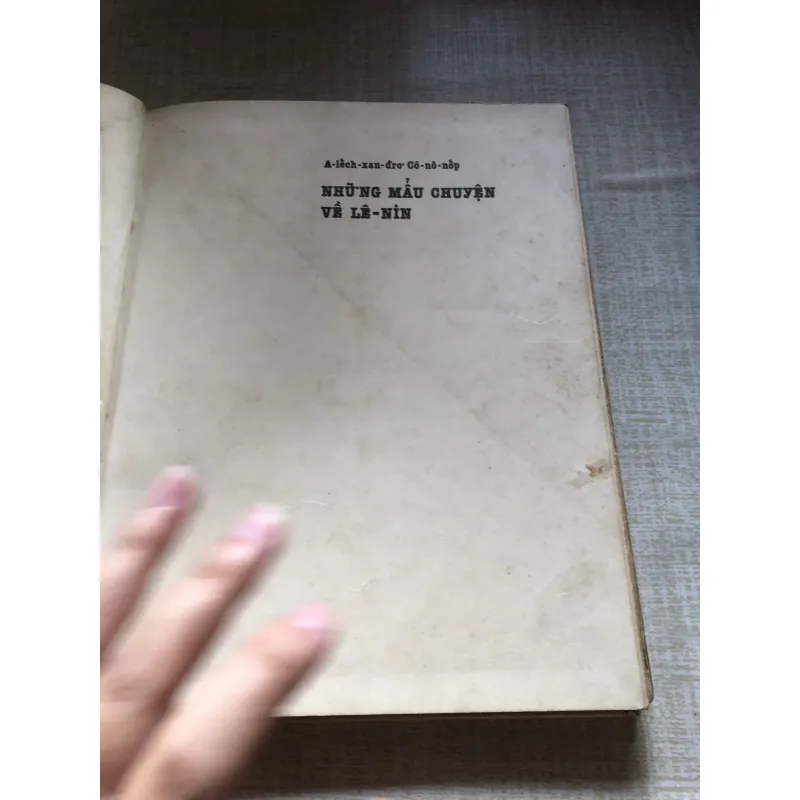 A-lếch-xan-đrơ Cô-nô-nốp
NHỮNG MẨU CHUYỆN
VỀ LÊ-NIN